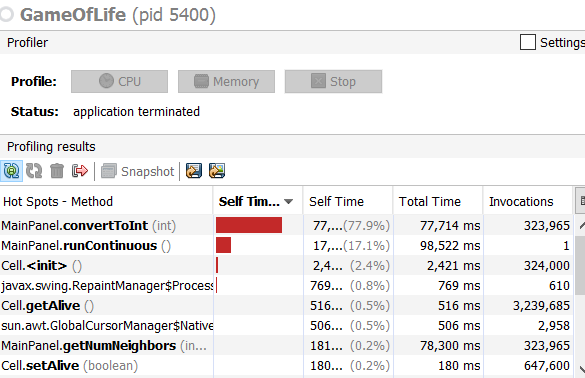 GameOfLife (pid 5400)
Profiler
Settings
Profile: CPU Memory Stop
Status: application terminated
Profiling results
Snapshot
Hot Spots - Method Self Tim... Self Time Total Time Invocations
MainPanel.convertToInt (int) 77,...(77.9%) 77,714 ms 323,965
MainPanel.runContinuous () 17,...(17.1%) 98,522 ms 1
Cell.<init> () 2,4...(2.4%) 2,421 ms 324,000
javax.swing.RepaintManager$Process 769...(0.8%) 769 ms 610
Cell.getAlive () 516...(0.5%) 516 ms 3,239,685
sun.awt.GlobalCursorManager$Native 506...(0.5%) 506 ms 2,958
MainPanel.getNumNeighbors (in... 181...(0.2%) 78,300 ms 323,965
Cell.setAlive (boolean) 180...(0.2%) 180 ms 647,600